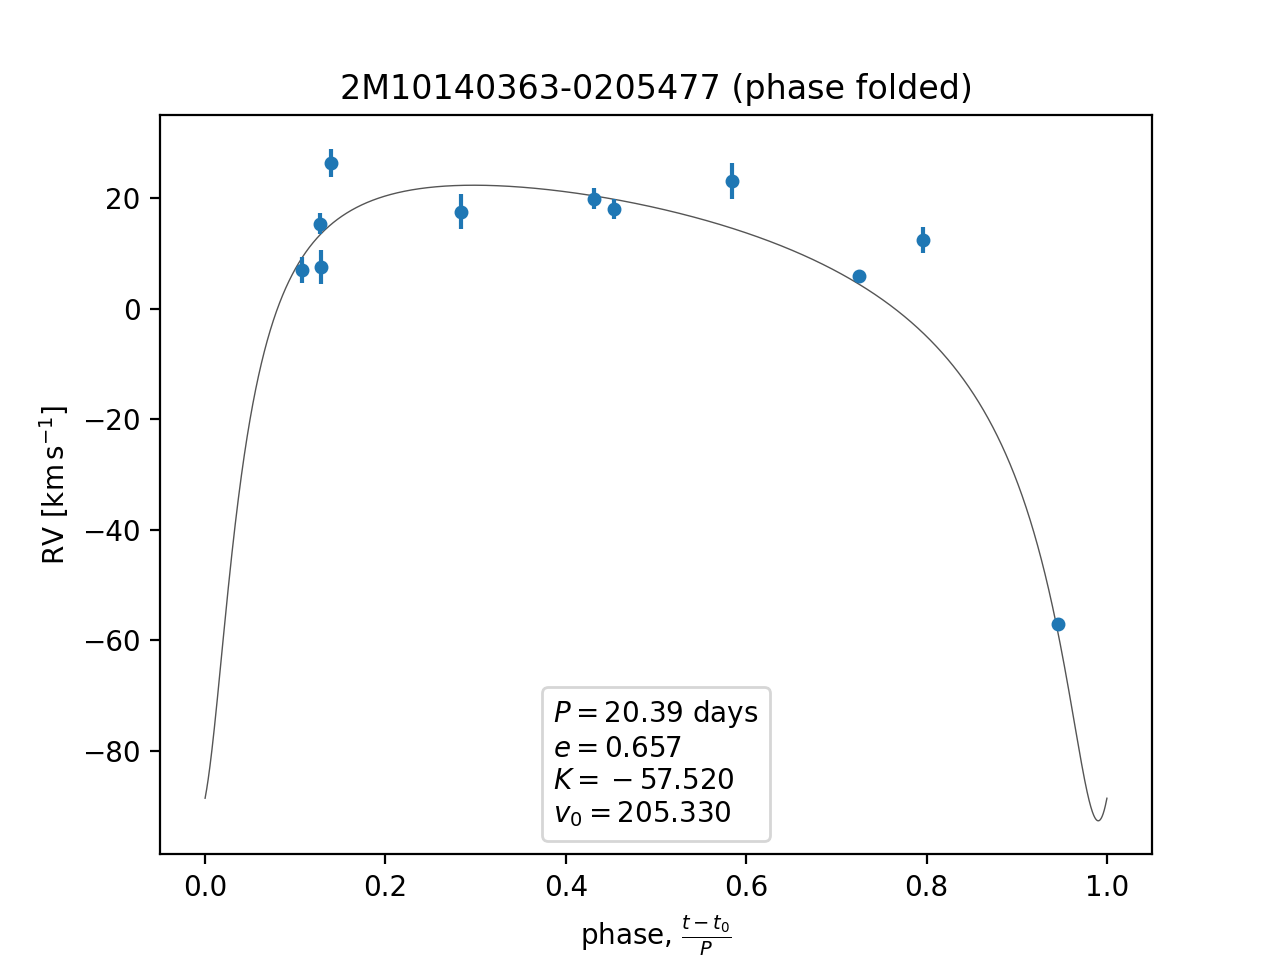 2M10140363-0205477 (phase folded)
RV [km s⁻¹]
20
0
−20
−40
−60
−80
P = 20.39 days
e = 0.657
K = −57.520
v₀ = 205.330
0.0 0.2 0.4 0.6 0.8 1.0
phase, (t − t₀)/P